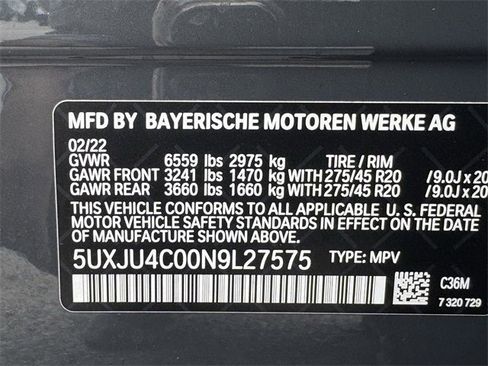 MFD BY BAYERISCHE MOTOREN WERKE AG
02/22
GVWR 6559 lbs 2975 kg TIRE / RIM
GAWR FRONT 3241 lbs 1470 kg WITH 275/45 R20 /9.0J x 20
GAWR REAR 3660 lbs 1660 kg WITH 275/45 R20 /9.0J x 20
THIS VEHICLE CONFORMS TO ALL APPLICABLE U. S. FEDERAL
MOTOR VEHICLE SAFETY STANDARDS IN EFFECT ON THE DATE
OF MANUFACTURE SHOWN ABOVE.
5UXJU4C00N9L27575 TYPE: MPV
C36M
7 320 729